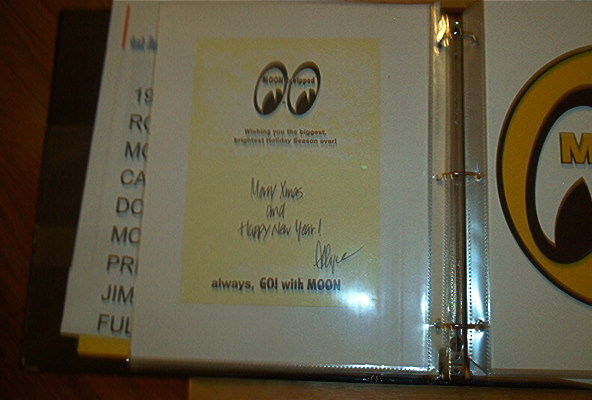 19
RO
MO
CA
DO
MO
PR
JIM
FUL
MOON Equipped
Wishing you the biggest,
brightest Holiday Season ever!
Merry Xmas
and
Happy New Year!
always, GO! with MOON
M